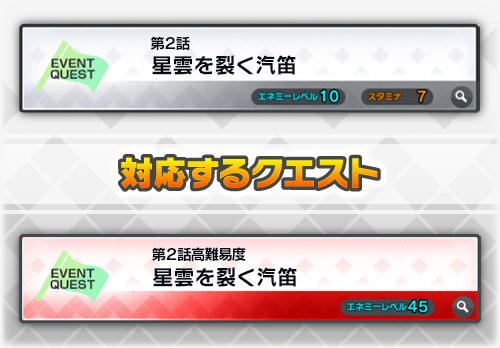 第2話
EVENT
QUEST
星雲を裂く汽笛
エネミーレベル10 スタミナ 7
対応するクエスト
第2話高難易度
EVENT
QUEST
星雲を裂く汽笛
エネミーレベル45